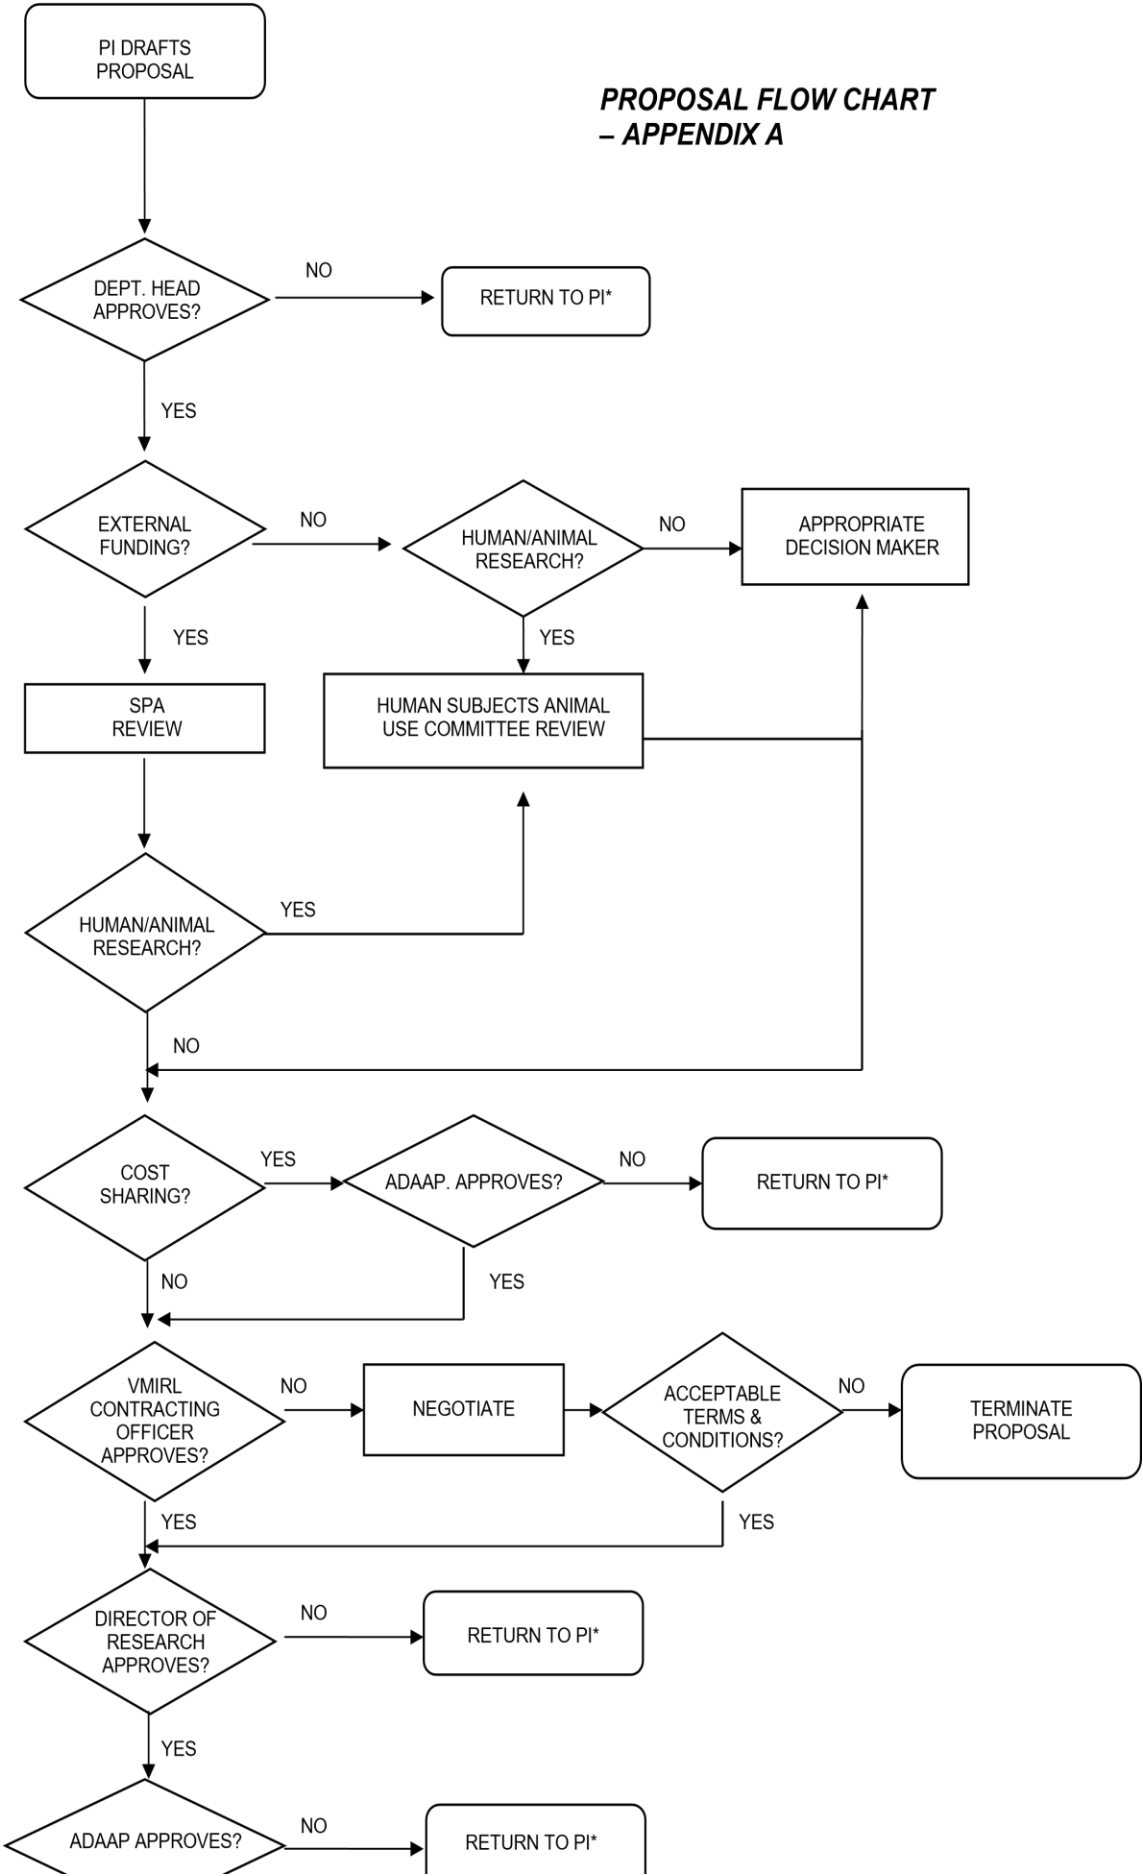 PI DRAFTS
PROPOSAL
PROPOSAL FLOW CHART
– APPENDIX A
DEPT. HEAD
APPROVES?
NO
RETURN TO PI*
YES
EXTERNAL
FUNDING?
NO
HUMAN/ANIMAL
RESEARCH?
NO
APPROPRIATE
DECISION MAKER
YES
YES
SPA
REVIEW
HUMAN SUBJECTS ANIMAL
USE COMMITTEE REVIEW
HUMAN/ANIMAL
RESEARCH?
YES
NO
COST
SHARING?
YES
ADAAP. APPROVES?
NO
RETURN TO PI*
NO
YES
VMIRL
CONTRACTING
OFFICER
APPROVES?
NO
NEGOTIATE
ACCEPTABLE
TERMS &
CONDITIONS?
NO
TERMINATE
PROPOSAL
YES
YES
DIRECTOR OF
RESEARCH
APPROVES?
NO
RETURN TO PI*
YES
ADAAP APPROVES?
NO
RETURN TO PI*